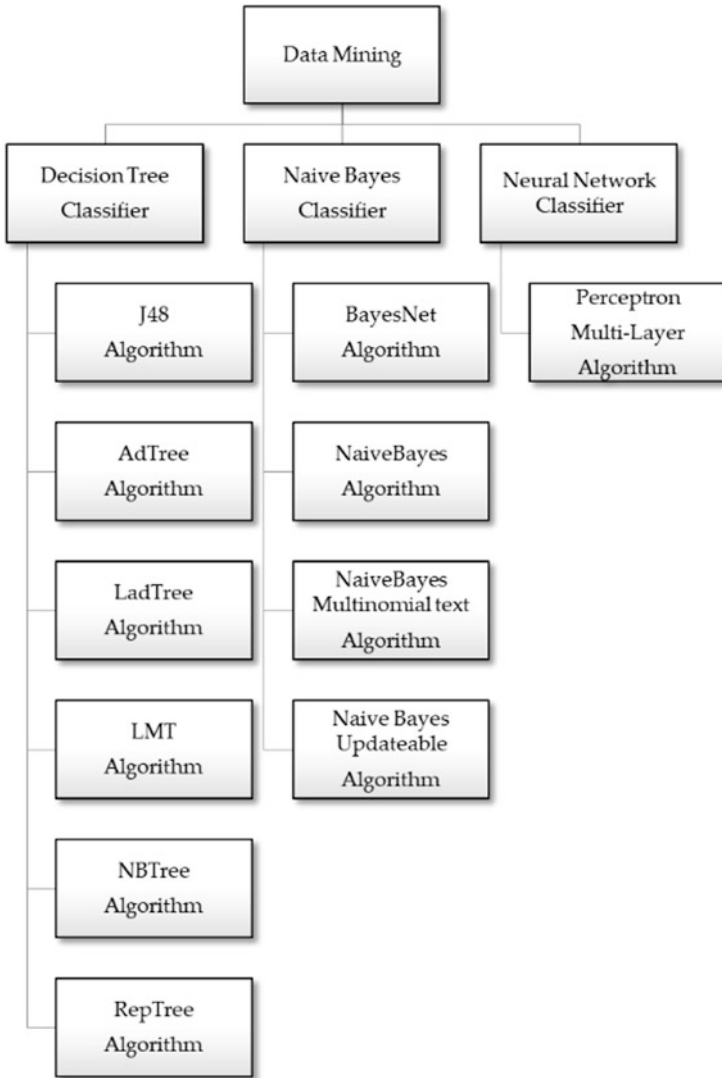 Data Mining
Decision Tree
Classifier
Naive Bayes
Classifier
Neural Network
Classifier
J48
Algorithm
AdTree
Algorithm
LadTree
Algorithm
LMT
Algorithm
NBTree
Algorithm
RepTree
Algorithm
BayesNet
Algorithm
NaiveBayes
Algorithm
NaiveBayes
Multinomial text
Algorithm
Naive Bayes
Updateable
Algorithm
Perceptron
Multi-Layer
Algorithm